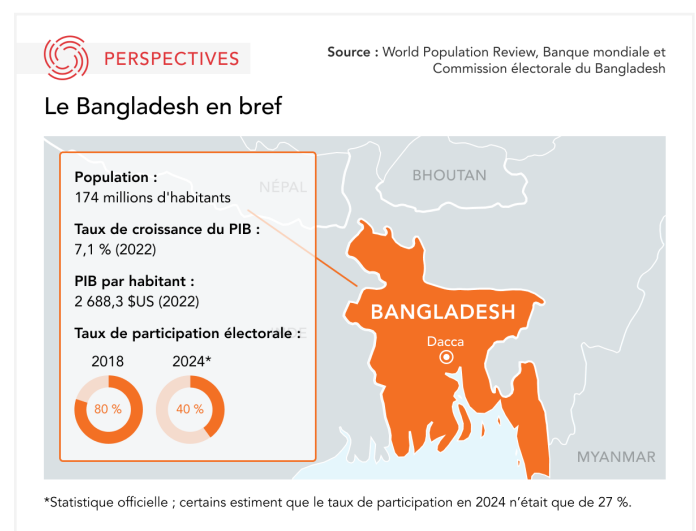 PERSPECTIVES
Source : World Population Review, Banque mondiale et
Commission électorale du Bangladesh
Le Bangladesh en bref
Population :
174 millions d'habitants
Taux de croissance du PIB :
7,1 % (2022)
PIB par habitant :
2 688,3 $US (2022)
Taux de participation électorale :
2018
2024*
80 %
40 %
NÉPAL
BHOUTAN
BANGLADESH
Dacca
MYANMAR
*Statistique officielle ; certains estiment que le taux de participation en 2024 n’était que de 27 %.